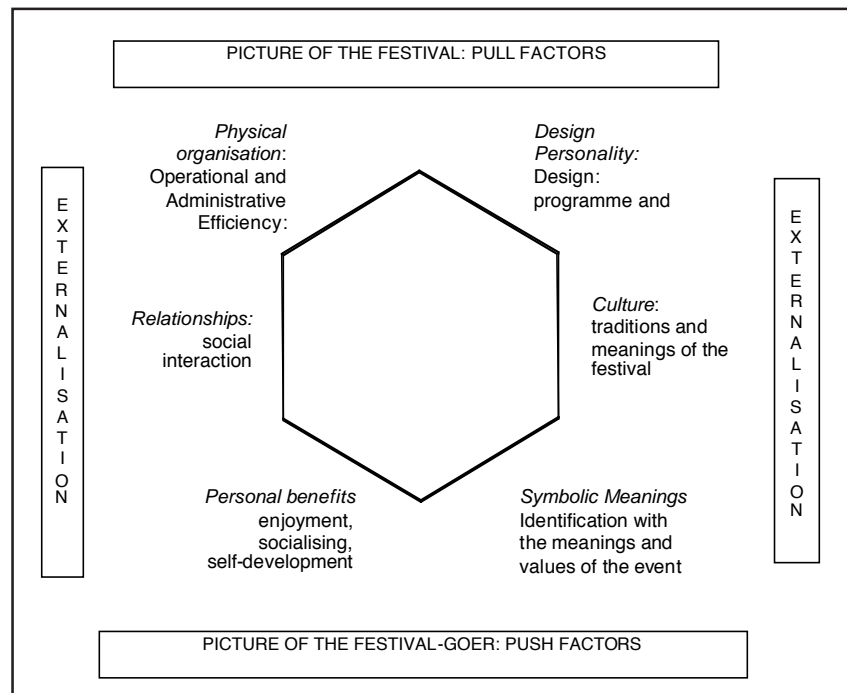 PICTURE OF THE FESTIVAL: PULL FACTORS
Physical
organisation:
Operational and
Administrative
Efficiency:
Design
Personality:
Design:
programme and
EXTERNALISATION
Relationships:
social
interaction
Culture:
traditions and
meanings of the
festival
EXTERNALISATION
Personal benefits
enjoyment,
socialising,
self-development
Symbolic Meanings
Identification with
the meanings and
values of the event
PICTURE OF THE FESTIVAL-GOER: PUSH FACTORS